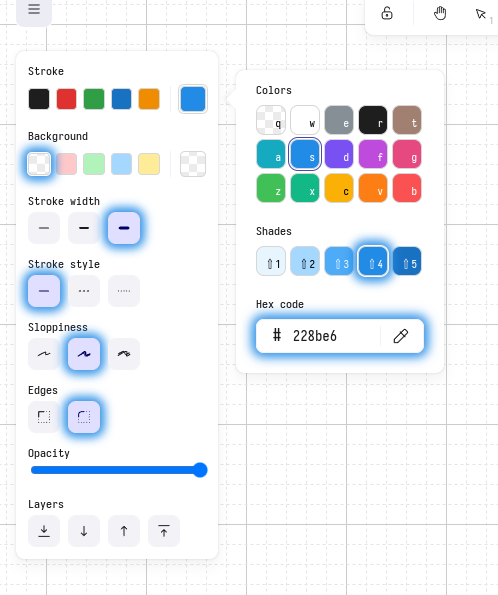 1
Stroke
Background
Stroke width
Stroke style
Sloppiness
Edges
Opacity
Layers
Colors
q w e r t
a s d f g
z x c v b
Shades
⇧1 ⇧2 ⇧3 ⇧4 ⇧5
Hex code
# 228be6